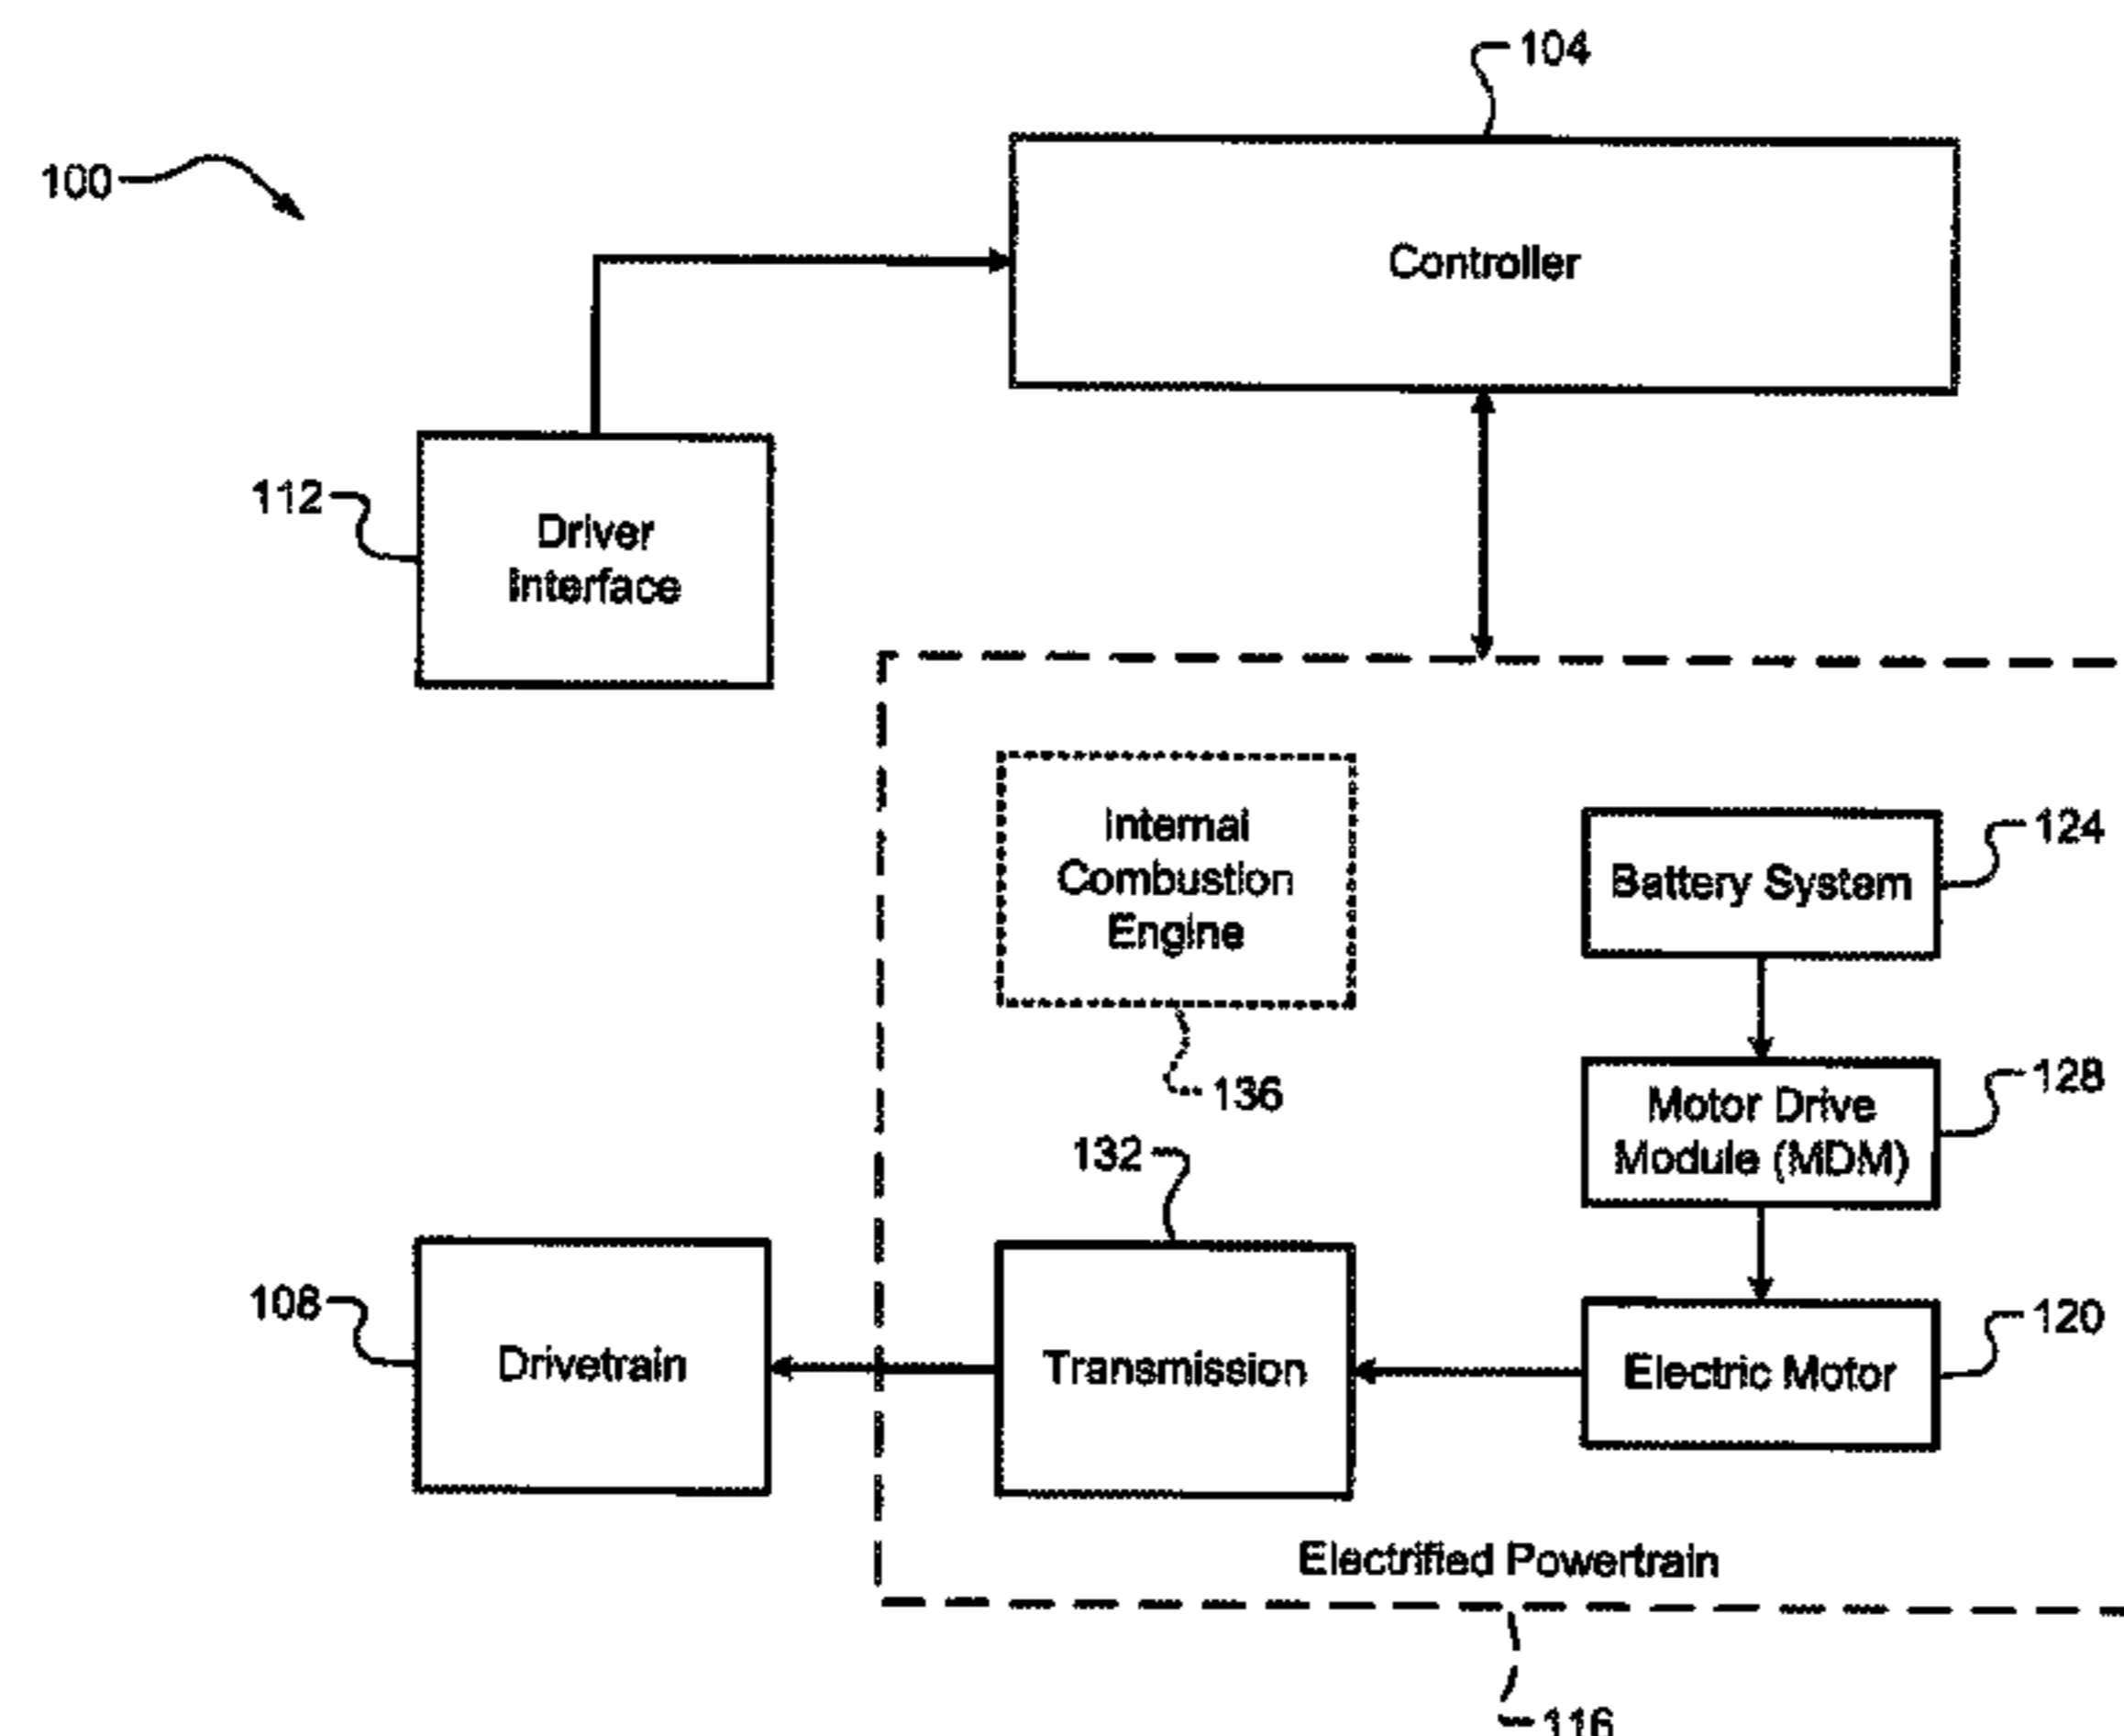 104
100
Controller
112
Driver
Interface
Internal
Combustion
Engine
124
Battery System
136
128
Motor Drive
Module (MDM)
132
108
Drivetrain
Transmission
120
Electric Motor
Electrified Powertrain
116